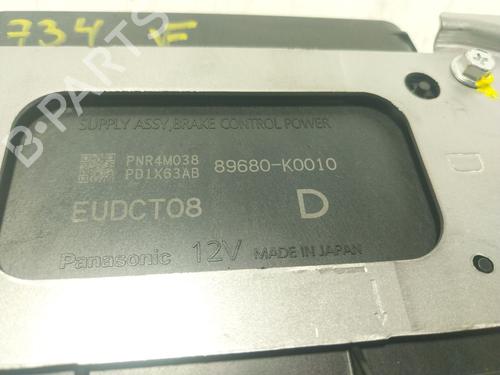 734 F
B-PARTS
SUPPLY ASSY,BRAKE CONTROL POWER
PNR4M038
PD1X63AB
89680-K0010
EUDCT08
D
Panasonic 12V MADE IN JAPAN